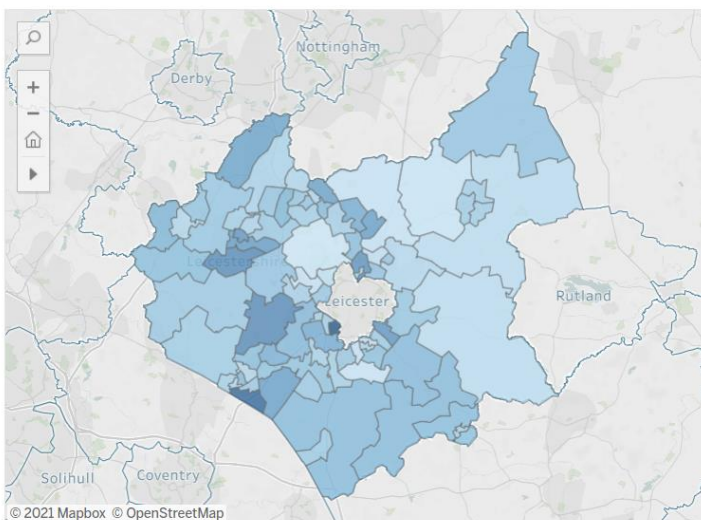 Nottingham
Derby
Leicestershire
Leicester
Rutland
Solihull
Coventry
© 2021 Mapbox © OpenStreetMap